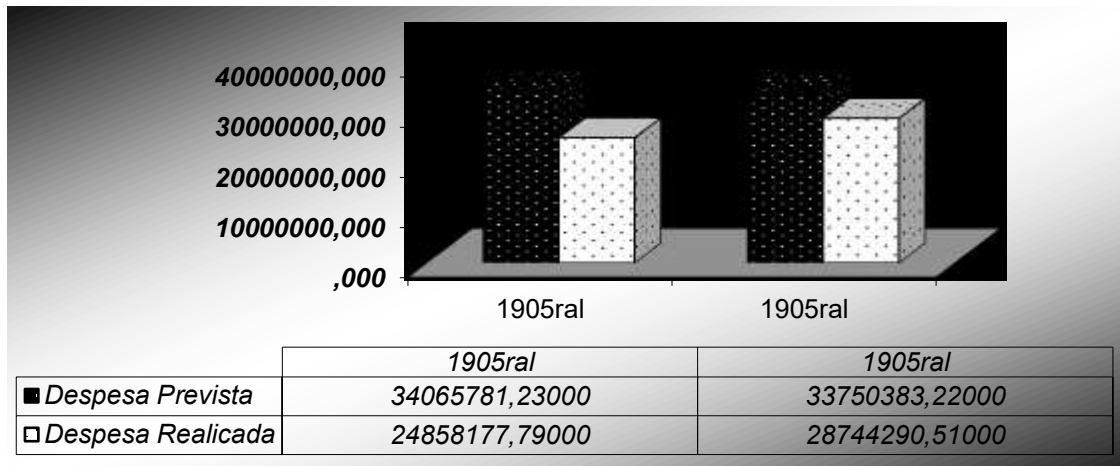 40000000,000
30000000,000
20000000,000
10000000,000
,000
1905ral 1905ral
1905ral 1905ral
Despesa Prevista 34065781,23000 33750383,22000
Despesa Realicada 24858177,79000 28744290,51000